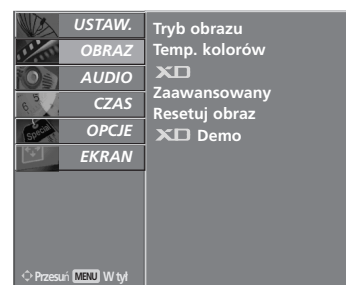 USTAW.
OBRAZ
AUDIO
CZAS
OPCJE
EKRAN
Tryb obrazu
Temp. kolorów
XD
Zaawansowany
Resetuj obraz
XD Demo
Przesuń MENU W tył